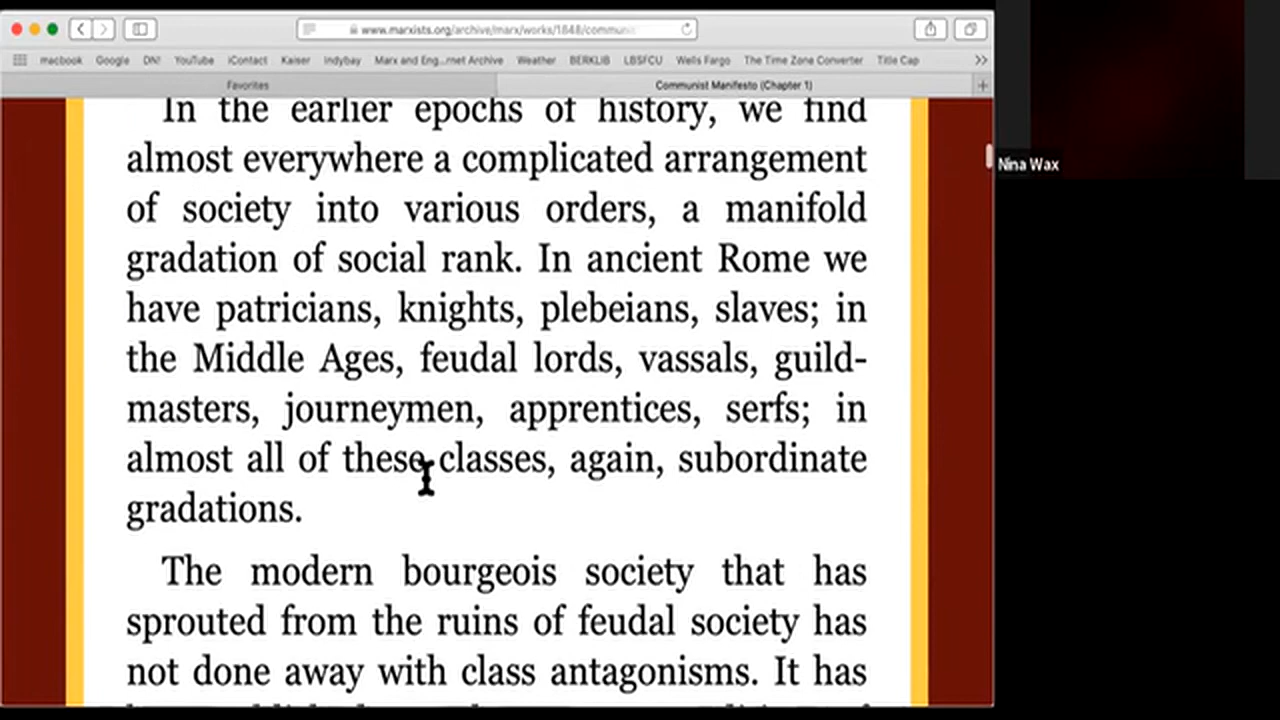 www.marxists.org/archive/marx/works/1848/communis
macbook Google DN! YouTube iContact Kaiser Indybay Marx and Eng...rnet Archive Weather BERKLIB LBSFCU Wells Fargo The Time Zone Converter Title Cap
Favorites Communist Manifesto (Chapter 1)
In the earlier epochs of history, we find
almost everywhere a complicated arrangement
of society into various orders, a manifold
gradation of social rank. In ancient Rome we
have patricians, knights, plebeians, slaves; in
the Middle Ages, feudal lords, vassals, guild-
masters, journeymen, apprentices, serfs; in
almost all of these classes, again, subordinate
gradations.
The modern bourgeois society that has
sprouted from the ruins of feudal society has
not done away with class antagonisms. It has
Nina Wax